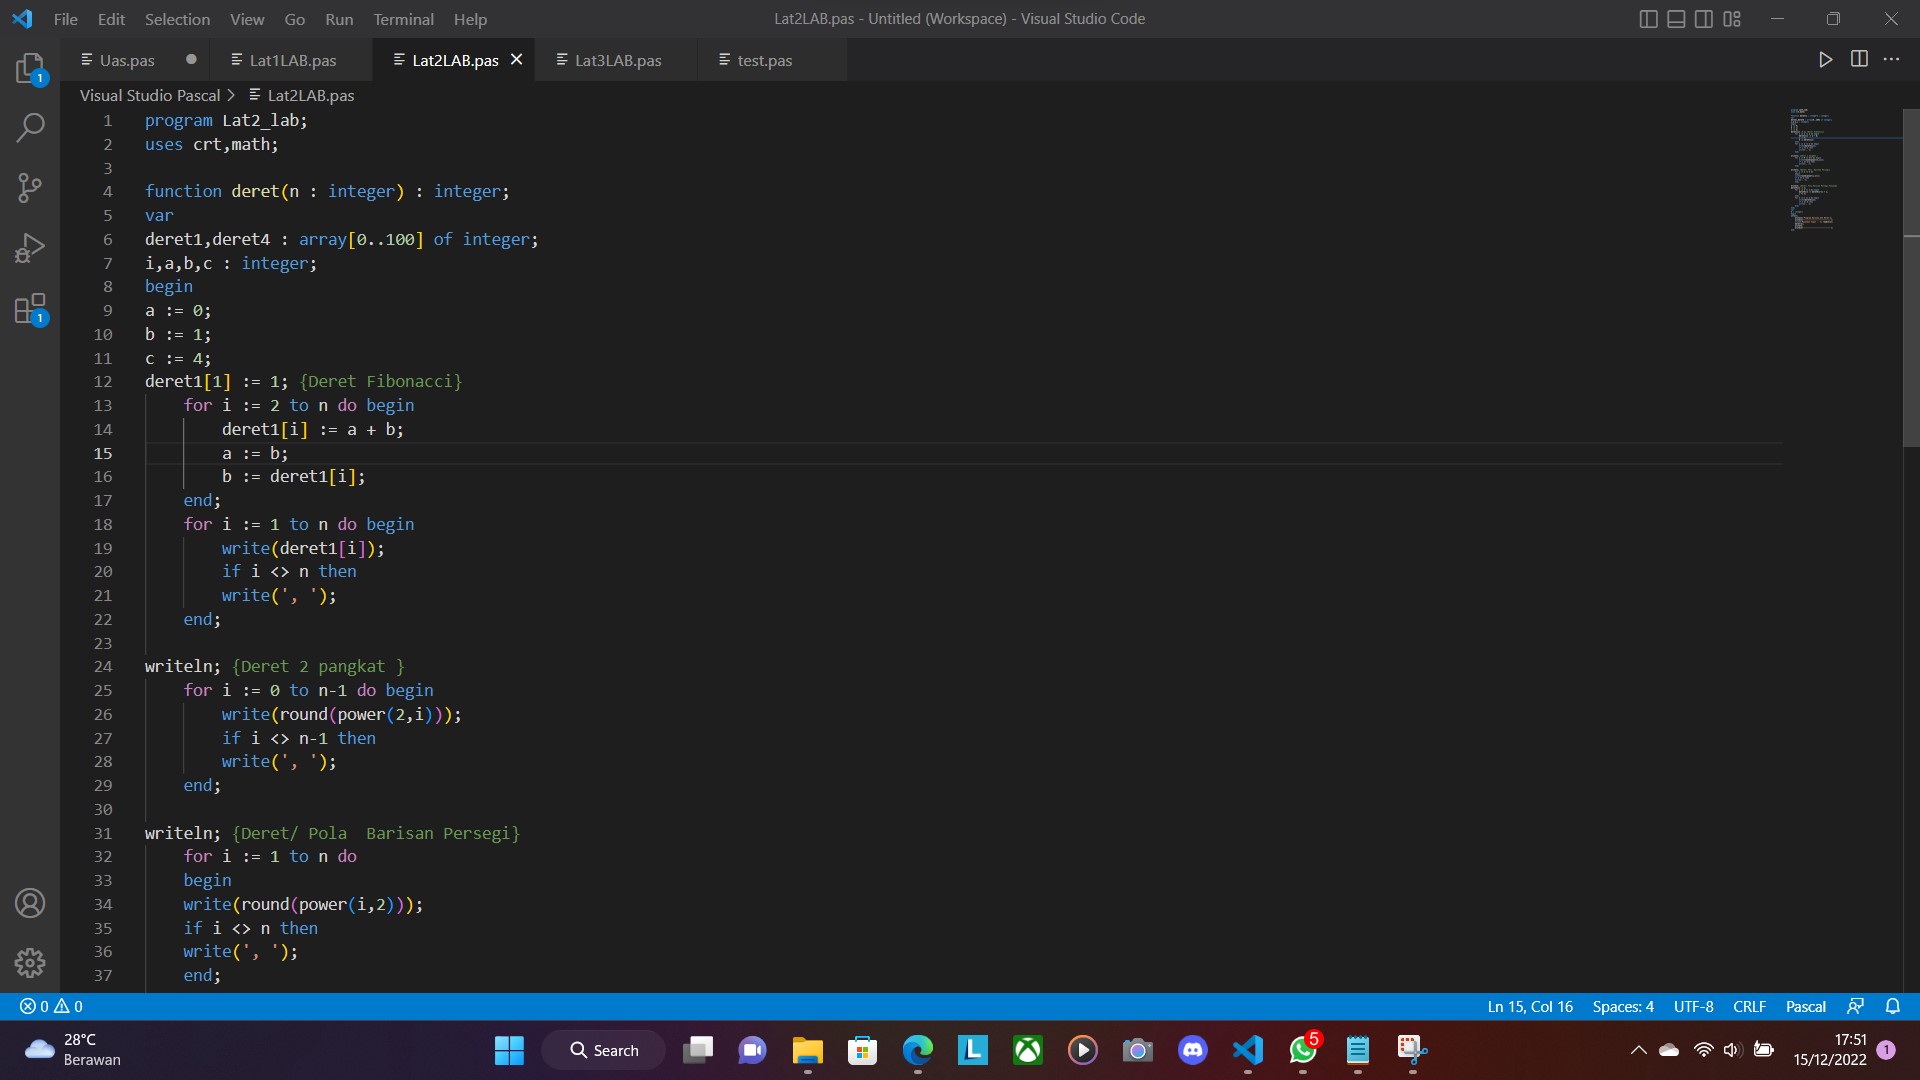 File Edit Selection View Go Run Terminal Help
Lat2LAB.pas - Untitled (Workspace) - Visual Studio Code
Uas.pas Lat1LAB.pas Lat2LAB.pas Lat3LAB.pas test.pas
Visual Studio Pascal > Lat2LAB.pas
1 program Lat2_lab;
2 uses crt,math;
3
4 function deret(n : integer) : integer;
5 var
6 deret1,deret4 : array[0..100] of integer;
7 i,a,b,c : integer;
8 begin
9 a := 0;
10 b := 1;
11 c := 4;
12 deret1[1] := 1; {Deret Fibonacci}
13 for i := 2 to n do begin
14 deret1[i] := a + b;
15 a := b;
16 b := deret1[i];
17 end;
18 for i := 1 to n do begin
19 write(deret1[i]);
20 if i <> n then
21 write(', ');
22 end;
23
24 writeln; {Deret 2 pangkat }
25 for i := 0 to n-1 do begin
26 write(round(power(2,i)));
27 if i <> n-1 then
28 write(', ');
29 end;
30
31 writeln; {Deret/ Pola  Barisan Persegi}
32 for i := 1 to n do
33 begin
34 write(round(power(i,2)));
35 if i <> n then
36 write(', ');
37 end;
1
1
0 0
Ln 15, Col 16 Spaces: 4 UTF-8 CRLF Pascal
28°C
Berawan
Search
L
5
17:51
15/12/2022
1